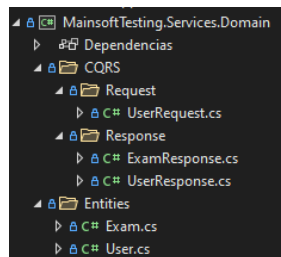 C# MainsoftTesting.Services.Domain
Dependencias
CQRS
Request
C# UserRequest.cs
Response
C# ExamResponse.cs
C# UserResponse.cs
Entities
C# Exam.cs
C# User.cs